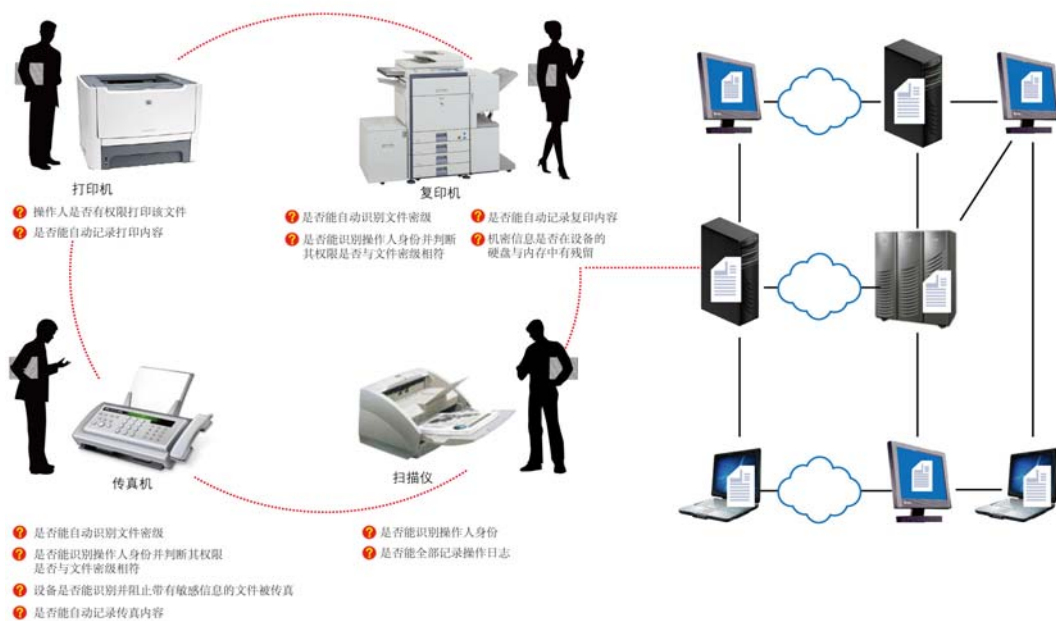 打印机
操作人是否有权限打印该文件
是否能自动记录打印内容
复印机
是否能自动识别文件密级
是否能识别操作人身份并判断
其权限是否与文件密级相符
是否能自动记录复印内容
机密信息是否在设备的
硬盘与内存中有残留
传真机
是否能自动识别文件密级
是否能识别操作人身份并判断其权限
是否与文件密级相符
设备是否能识别并阻止带有敏感信息的文件被传真
是否能自动记录传真内容
扫描仪
是否能识别操作人身份
是否能全部记录操作日志